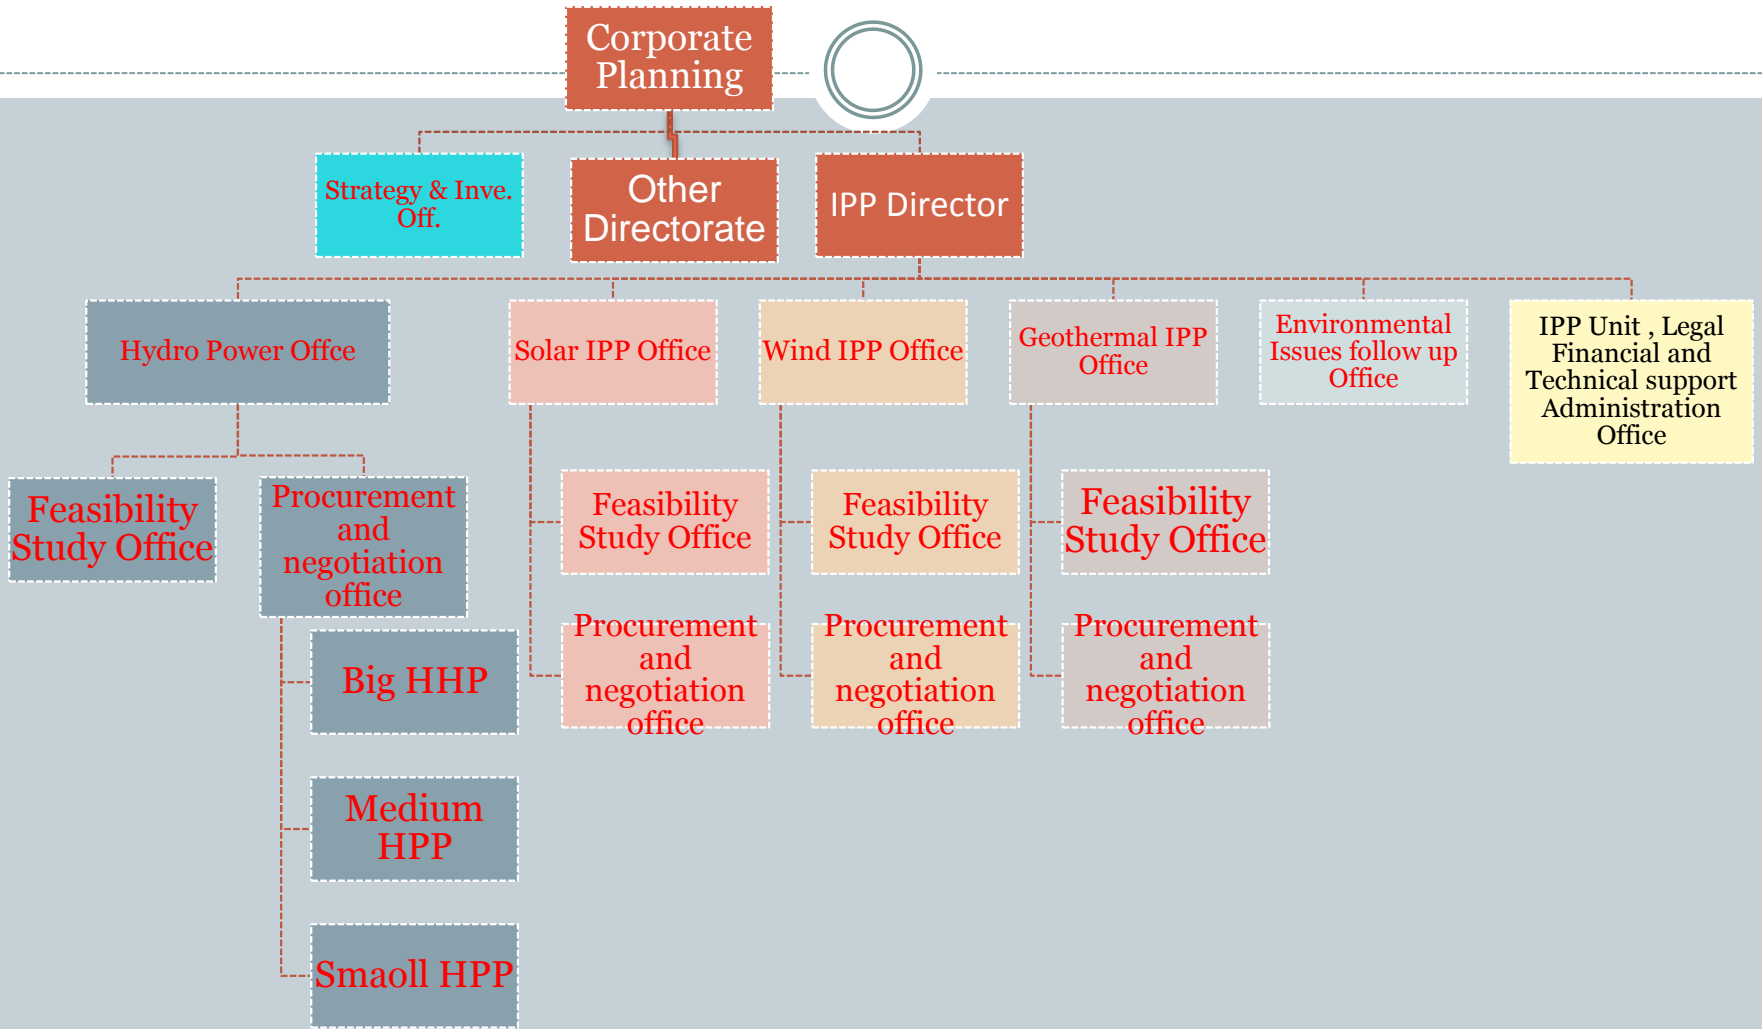 Corporate
Planning
Strategy & Inve.
Off.
Other
Directorate
IPP Director
Hydro Power Offce
Solar IPP Office
Wind IPP Office
Geothermal IPP
Office
Environmental
Issues follow up
Office
IPP Unit , Legal
Financial and
Technical support
Administration
Office
Feasibility
Study Office
Procurement
and
negotiation
office
Feasibility
Study Office
Feasibility
Study Office
Feasibility
Study Office
Procurement
and
negotiation
office
Procurement
and
negotiation
office
Procurement
and
negotiation
office
Big HHP
Medium
HPP
Smaoll HPP